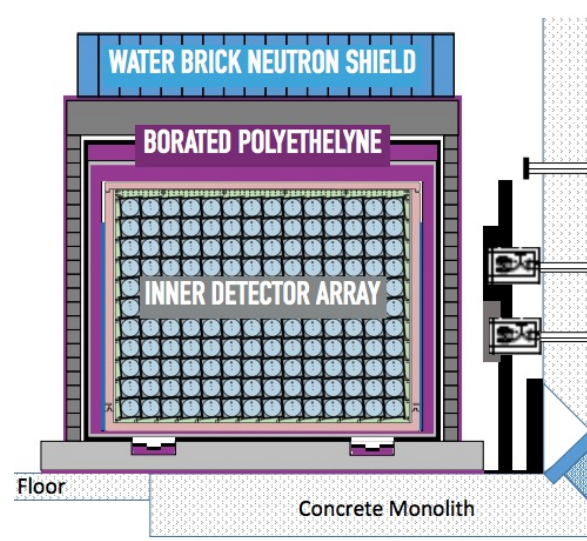 WATER BRICK NEUTRON SHIELD
BORATED POLYETHELYNE
INNER DETECTOR ARRAY
Floor
Concrete Monolith